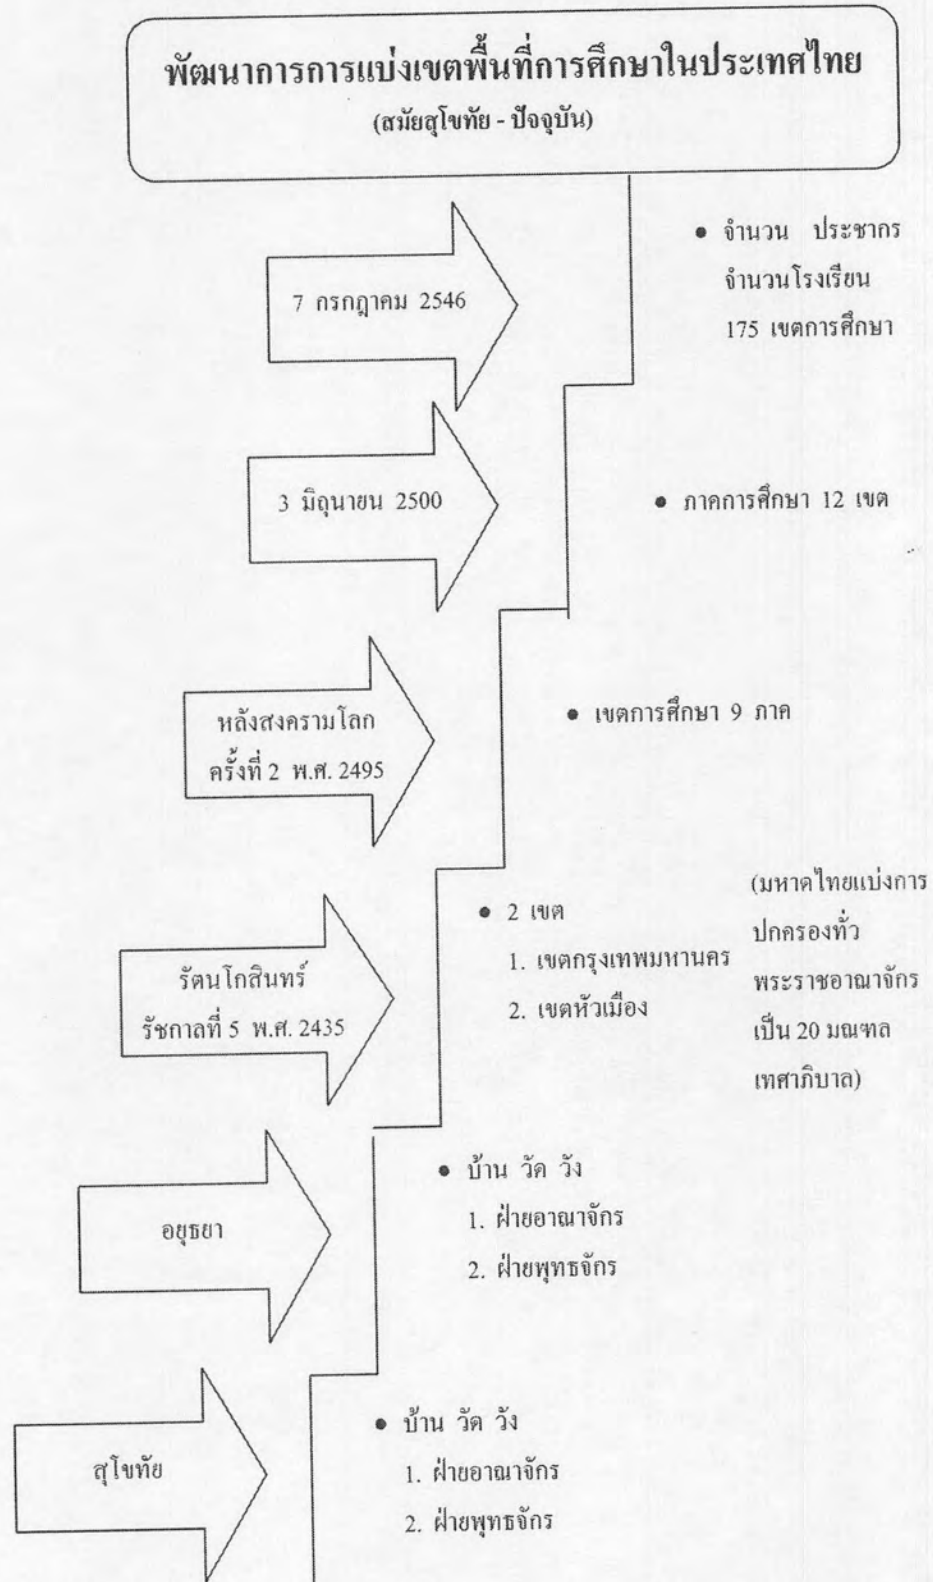 พัฒนาการการแบ่งเขตพื้นที่การศึกษาในประเทศไทย
(สมัยสุโขทัย - ปัจจุบัน)
7 กรกฎาคม 2546
● จำนวน ประชากร
จำนวนโรงเรียน
175 เขตการศึกษา
3 มิถุนายน 2500
● ภาคการศึกษา 12 เขต
หลังสงครามโลก
ครั้งที่ 2 พ.ศ. 2495
● เขตการศึกษา 9 ภาค
รัตนโกสินทร์
รัชกาลที่ 5 พ.ศ. 2435
● 2 เขต
1. เขตกรุงเทพมหานคร
2. เขตหัวเมือง
(มหาดไทยแบ่งการ
ปกครองทั่ว
พระราชอาณาจักร
เป็น 20 มณฑล
เทศาภิบาล)
อยุธยา
● บ้าน วัด วัง
1. ฝ่ายอาณาจักร
2. ฝ่ายพุทธจักร
สุโขทัย
● บ้าน วัด วัง
1. ฝ่ายอาณาจักร
2. ฝ่ายพุทธจักร